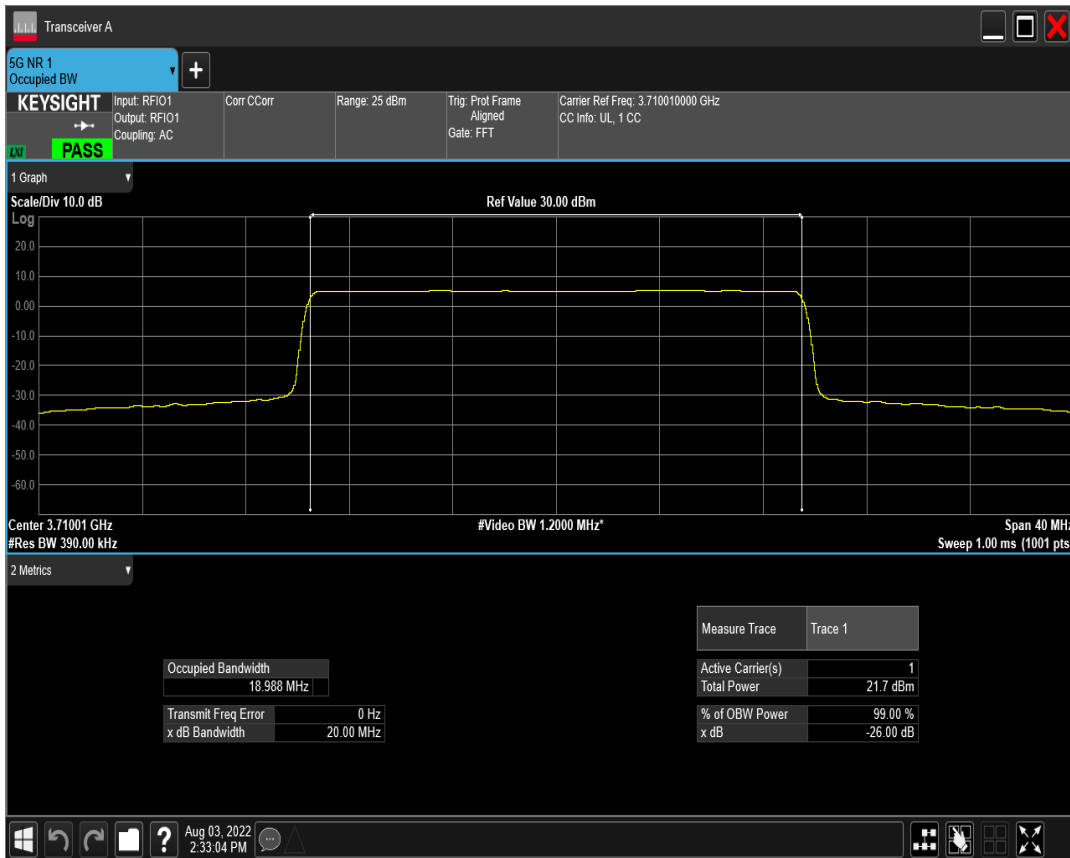 Transceiver A
5G NR 1
Occupied BW
KEYSIGHT
LXI
PASS
Input: RFIO1
Output: RFIO1
Coupling: AC
Corr CCorr
Range: 25 dBm
Trig: Prot Frame
Aligned
Gate: FFT
Carrier Ref Freq: 3.710010000 GHz
CC Info: UL, 1 CC
1 Graph
Scale/Div 10.0 dB
Ref Value 30.00 dBm
Log
20.0
10.0
0.00
-10.0
-20.0
-30.0
-40.0
-50.0
-60.0
Center 3.71001 GHz
#Video BW 1.2000 MHz*
Span 40 MHz
#Res BW 390.00 kHz
Sweep 1.00 ms (1001 pts
2 Metrics
Measure Trace Trace 1
Occupied Bandwidth
18.988 MHz
Active Carrier(s) 1
Total Power 21.7 dBm
Transmit Freq Error 0 Hz
x dB Bandwidth 20.00 MHz
% of OBW Power 99.00 %
x dB -26.00 dB
?
Aug 03, 2022
2:33:04 PM